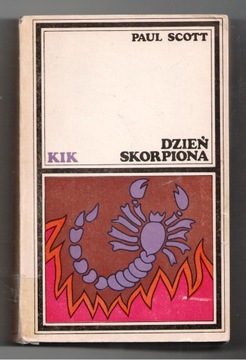 PAUL SCOTT
KIK
DZIEŃ
SKORPIONA